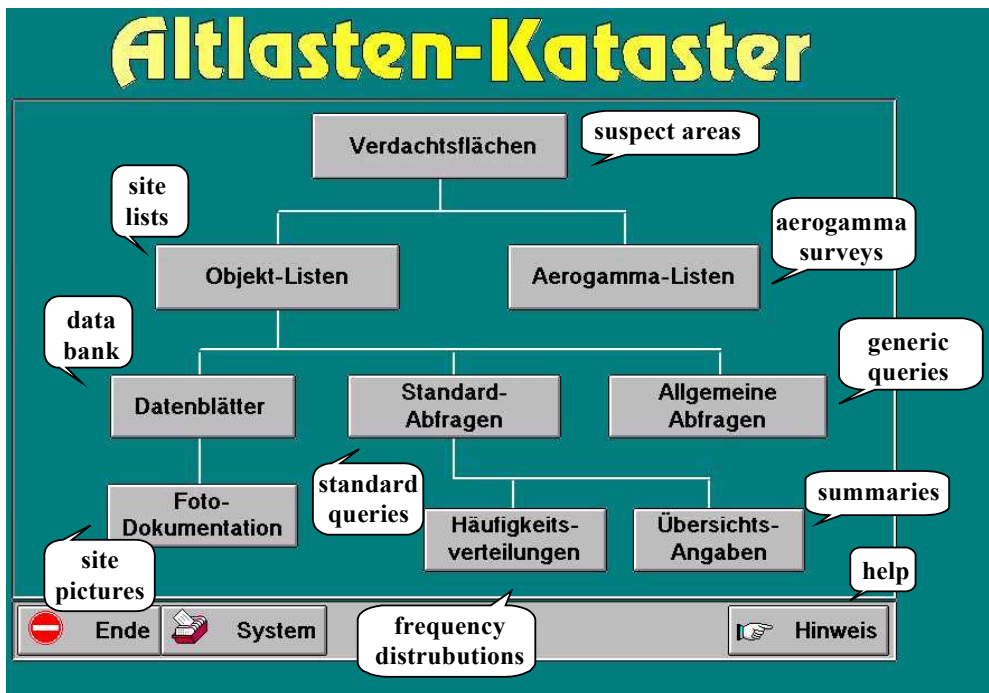 Altlasten-Kataster
Verdachtsflächen
suspect areas
site
lists
aerogamma
surveys
Objekt-Listen
Aerogamma-Listen
data
bank
generic
queries
Datenblätter
Standard-
Abfragen
Allgemeine
Abfragen
standard
queries
summaries
Foto-
Dokumentation
Häufigkeits-
verteilungen
Übersichts-
Angaben
site
pictures
help
Ende
System
frequency
distrubutions
Hinweis